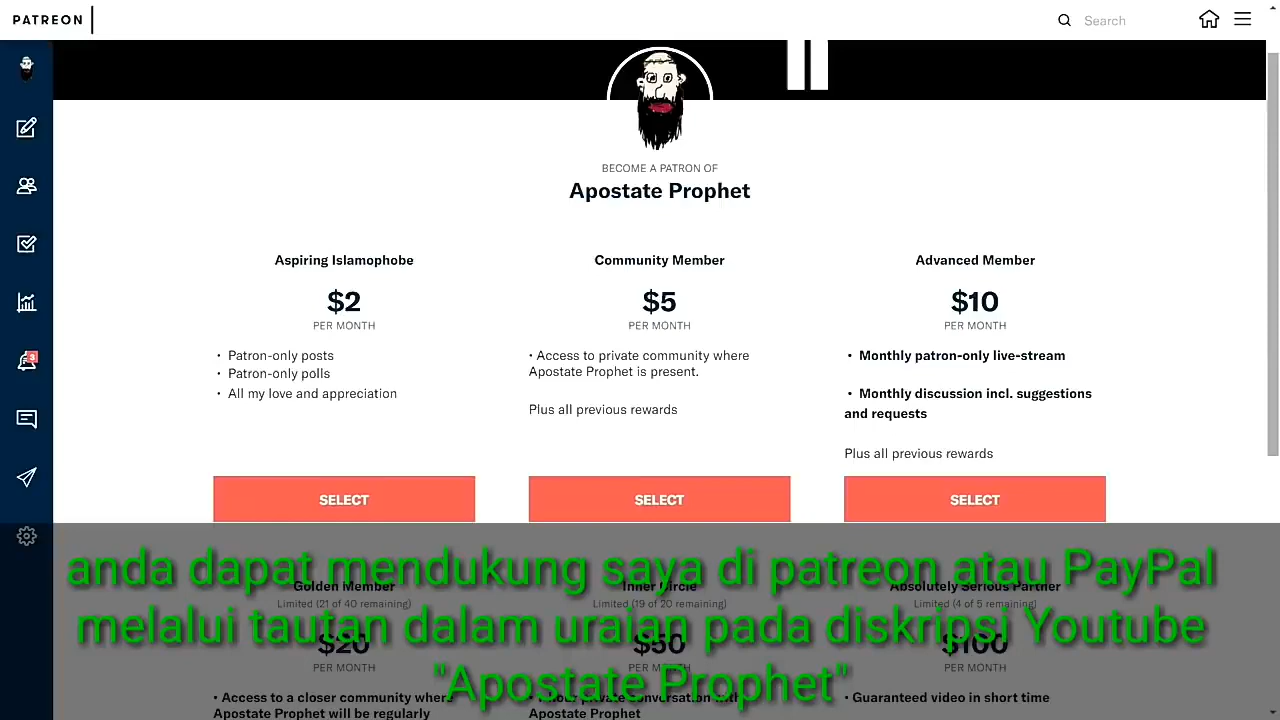 PATREON
Search
BECOME A PATRON OF
Apostate Prophet
Aspiring Islamophobe
$2
PER MONTH
• Patron-only posts
• Patron-only polls
• All my love and appreciation
SELECT
Community Member
$5
PER MONTH
• Access to private community where
Apostate Prophet is present.
Plus all previous rewards
SELECT
Advanced Member
$10
PER MONTH
• Monthly patron-only live-stream
• Monthly discussion incl. suggestions
and requests
Plus all previous rewards
SELECT
3
Golden Member
Limited (21 of 40 remaining)
$20
PER MONTH
• Access to a closer community where
Apostate Prophet will be regularly
Inner Circle
Limited (19 of 20 remaining)
$50
PER MONTH
Apostate Prophet
Absolutely Serious Partner
Limited (4 of 5 remaining)
$100
PER MONTH
• Guaranteed video in short time
anda dapat mendukung saya di patreon atau PayPal
melalui tautan dalam uraian pada diskripsi Youtube
"Apostate Prophet"